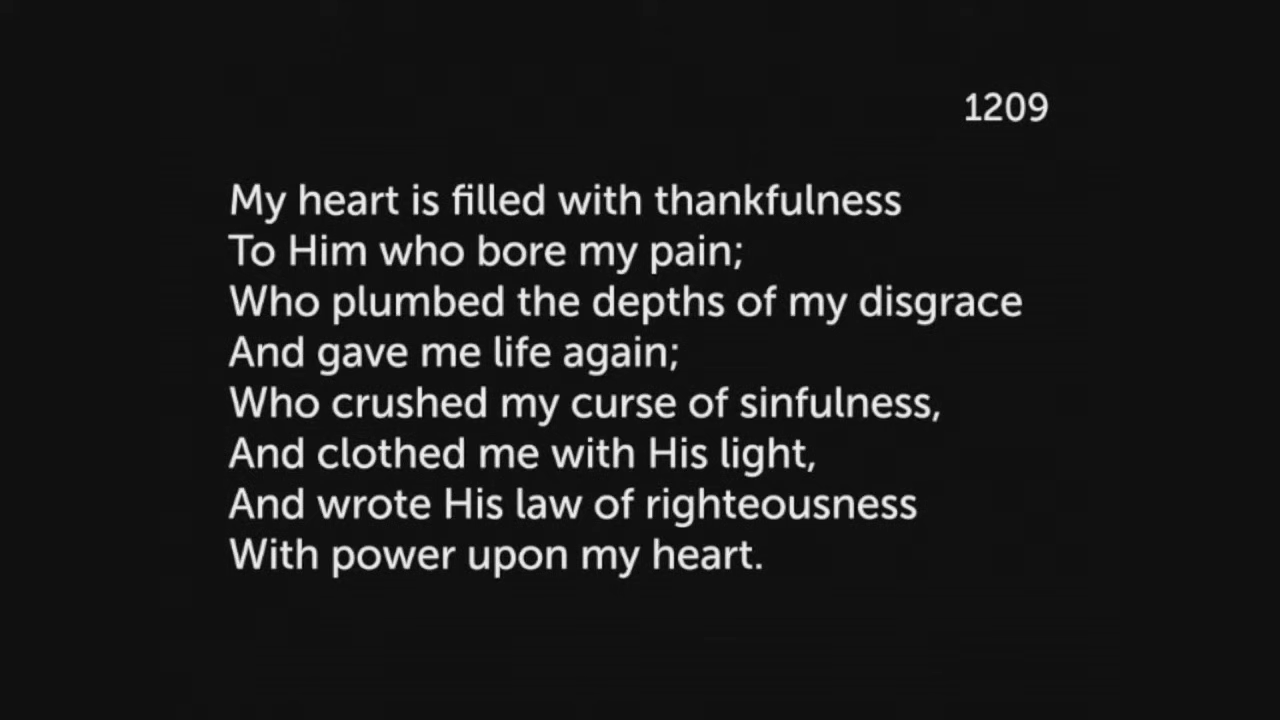 1209
My heart is filled with thankfulness
To Him who bore my pain;
Who plumbed the depths of my disgrace
And gave me life again;
Who crushed my curse of sinfulness,
And clothed me with His light,
And wrote His law of righteousness
With power upon my heart.